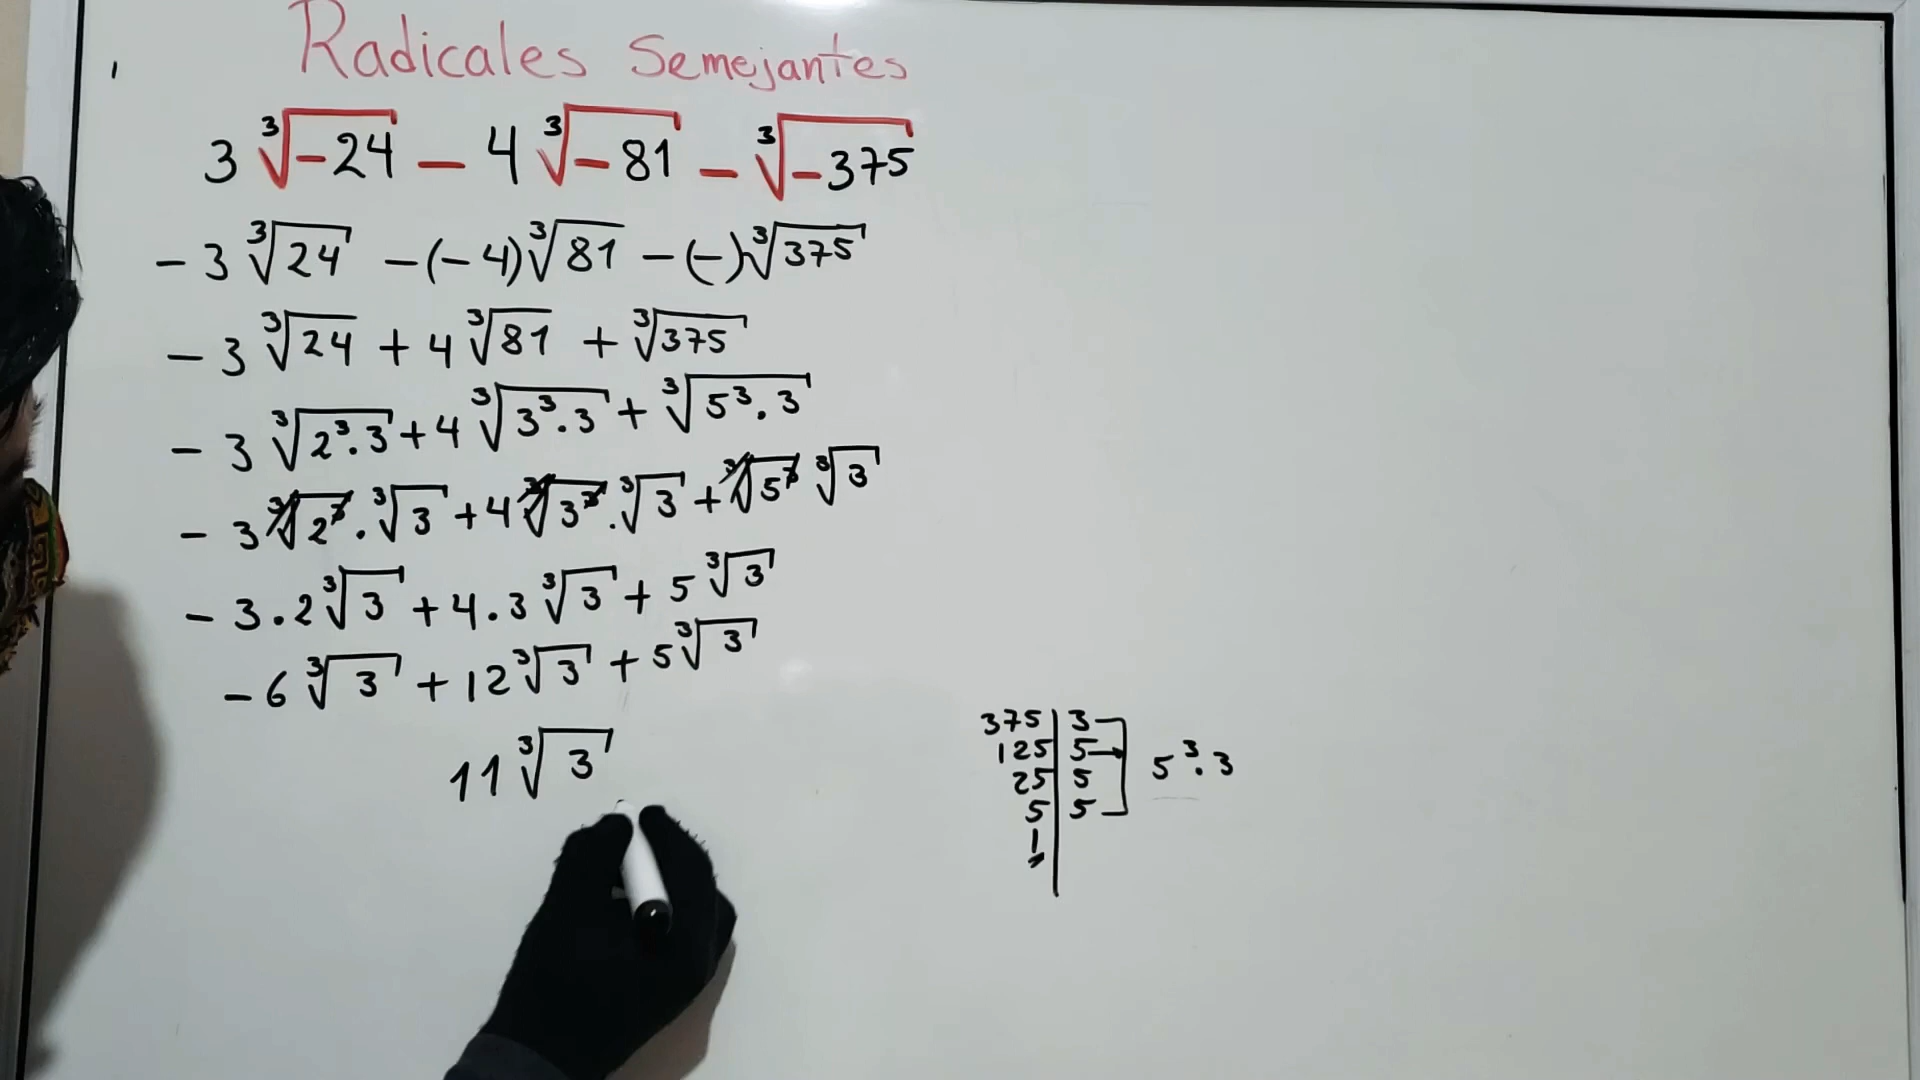 Radicales Semejantes
3 ∛-24 - 4 ∛-81 - ∛-375
- 3 ∛24 - (- 4) ∛81 - (-) ∛375
- 3 ∛24 + 4 ∛81 + ∛375
- 3 ∛2³.3 + 4 ∛3³.3 + ∛5³.3
- 3 ∛2³ . ∛3 + 4 ∛3³ . ∛3 + ∛5³ ∛3
- 3.2 ∛3 + 4.3 ∛3 + 5 ∛3
- 6 ∛3 + 12 ∛3 + 5 ∛3
11 ∛3
375 | 3
125 | 5
25 | 5
5 | 5
1
5³.3